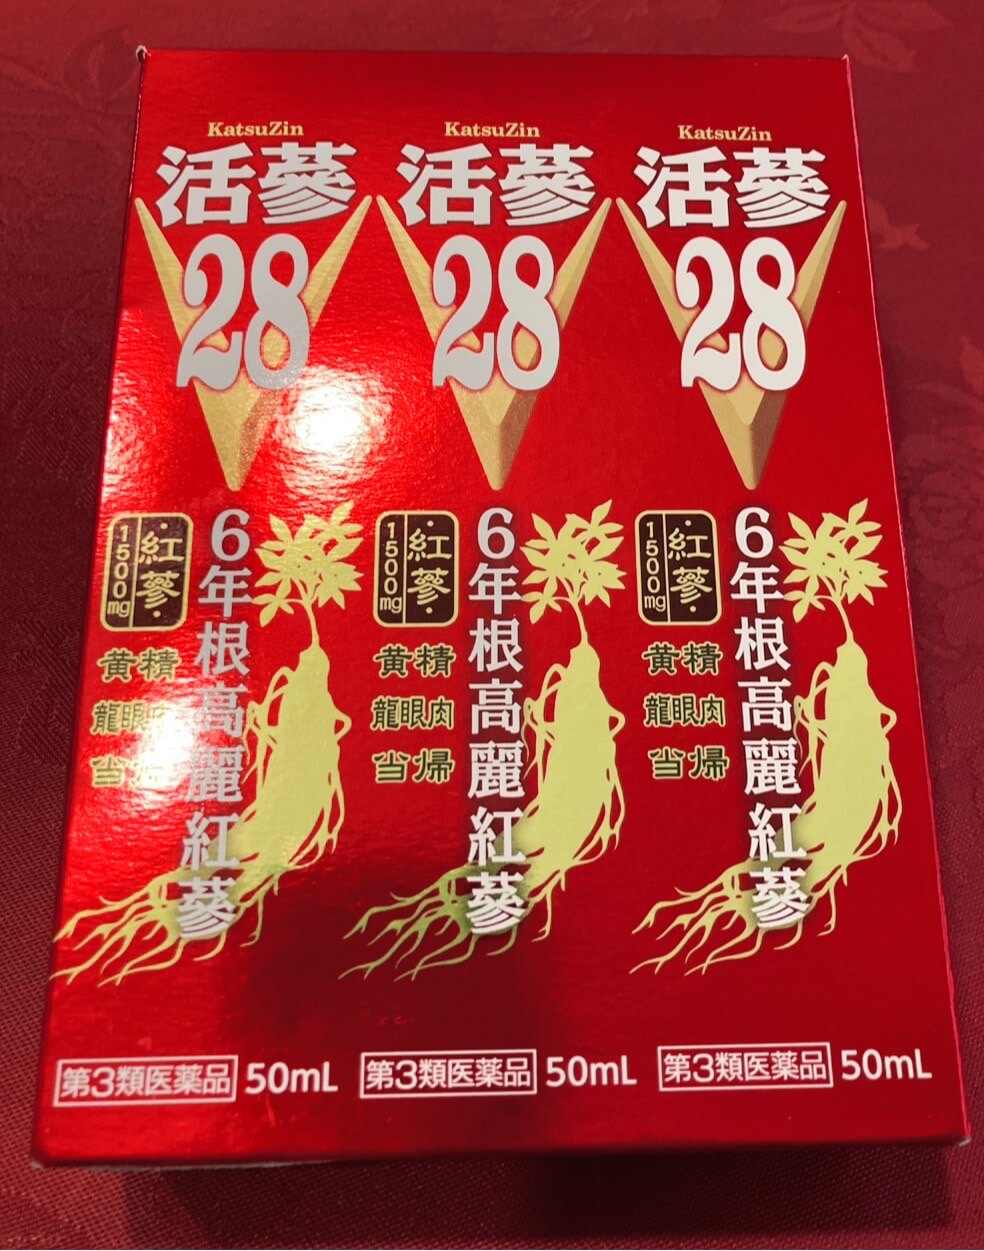 KatsuZin
活蔘
28
紅蔘
1500mg
6年根高麗紅蔘
黄精
龍眼肉
当帰
第3類医薬品 50mL
KatsuZin
活蔘
28
紅蔘
1500mg
6年根高麗紅蔘
黄精
龍眼肉
当帰
第3類医薬品 50mL
KatsuZin
活蔘
28
紅蔘
1500mg
6年根高麗紅蔘
黄精
龍眼肉
当帰
第3類医薬品 50mL